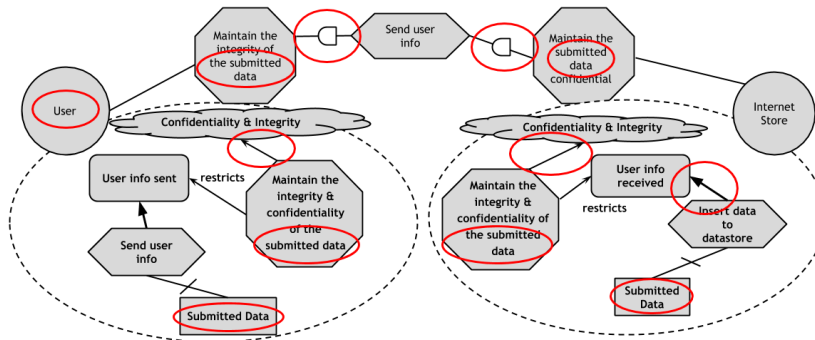 Maintain the
integrity of
the submitted
data
Send user
info
Maintain the
submitted
data
confidential
User
Internet
Store
Confidentiality & Integrity
Confidentiality & Integrity
User info sent
restricts
Maintain the
integrity &
confidentiality
of the
submitted data
Send user
info
Submitted Data
Maintain the
integrity &
confidentiality of
the submitted
data
User info
received
restricts
Insert data
to
datastore
Submitted
Data